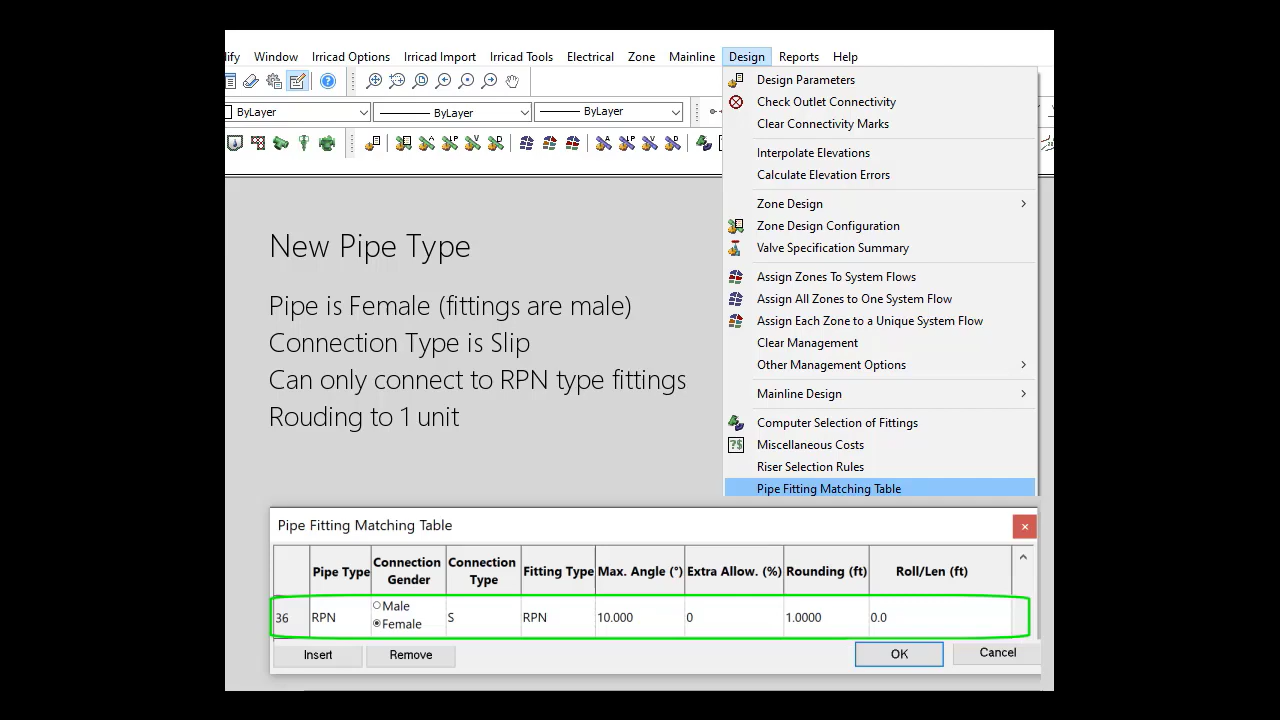 lify Window Irricad Options Irricad Import Irricad Tools Electrical Zone Mainline Design Reports Help
ByLayer ByLayer ByLayer
Design Parameters
Check Outlet Connectivity
Clear Connectivity Marks
Interpolate Elevations
Calculate Elevation Errors
Zone Design
Zone Design Configuration
Valve Specification Summary
Assign Zones To System Flows
Assign All Zones to One System Flow
Assign Each Zone to a Unique System Flow
Clear Management
Other Management Options
Mainline Design
Computer Selection of Fittings
Miscellaneous Costs
Riser Selection Rules
Pipe Fitting Matching Table
New Pipe Type
Pipe is Female (fittings are male)
Connection Type is Slip
Can only connect to RPN type fittings
Rouding to 1 unit
Pipe Fitting Matching Table
Pipe Type Connection Gender Connection Type Fitting Type Max. Angle (°) Extra Allow. (%) Rounding (ft) Roll/Len (ft)
36 RPN Male Female S RPN 10.000 0 1.0000 0.0
Insert Remove OK Cancel